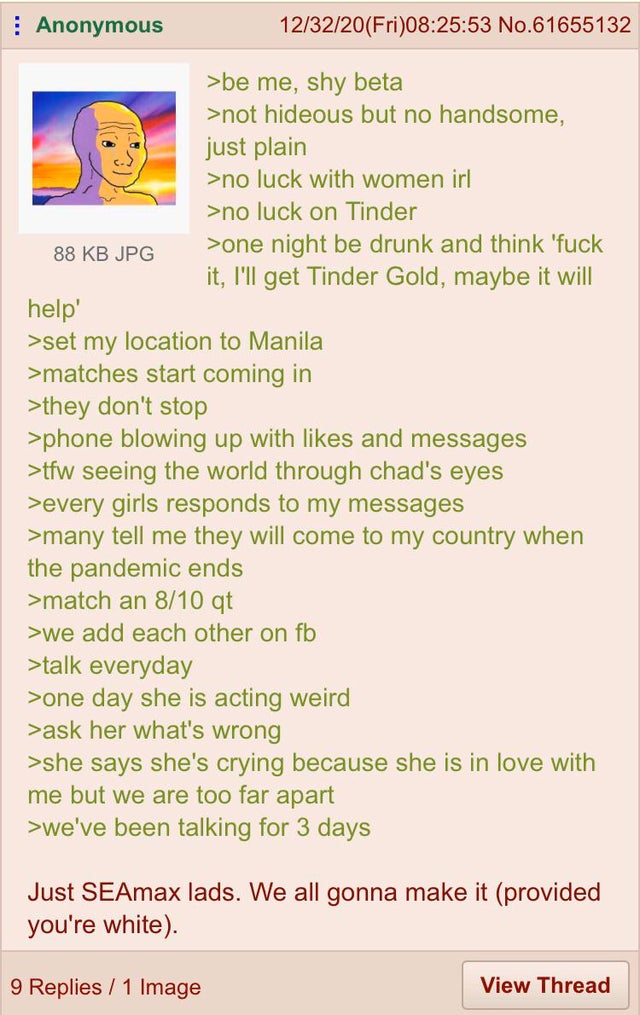 Anonymous 12/32/20(Fri)08:25:53 No.61655132
>be me, shy beta
>not hideous but no handsome,
just plain
>no luck with women irl
>no luck on Tinder
>one night be drunk and think 'fuck
it, I'll get Tinder Gold, maybe it will
88 KB JPG
help'
>set my location to Manila
>matches start coming in
>they don't stop
>phone blowing up with likes and messages
>tfw seeing the world through chad's eyes
>every girls responds to my messages
>many tell me they will come to my country when
the pandemic ends
>match an 8/10 qt
>we add each other on fb
>talk everyday
>one day she is acting weird
>ask her what's wrong
>she says she's crying because she is in love with
me but we are too far apart
>we've been talking for 3 days
Just SEAmax lads. We all gonna make it (provided
you're white).
9 Replies / 1 Image View Thread